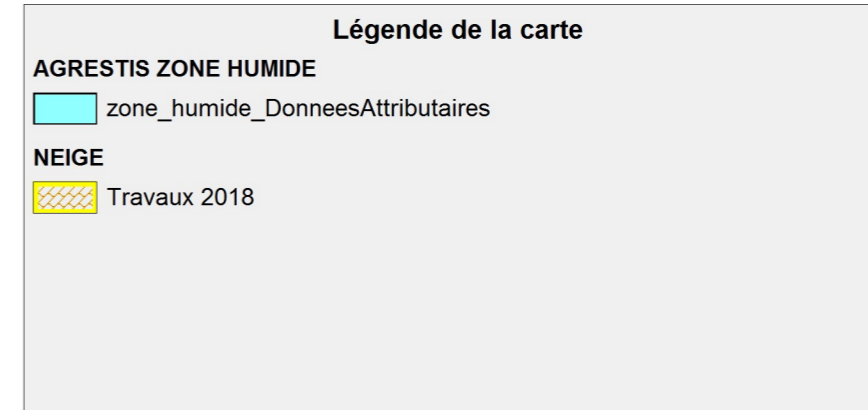 Légende de la carte
AGRESTIS ZONE HUMIDE
zone_humide_DonneesAttributaires
NEIGE
Travaux 2018